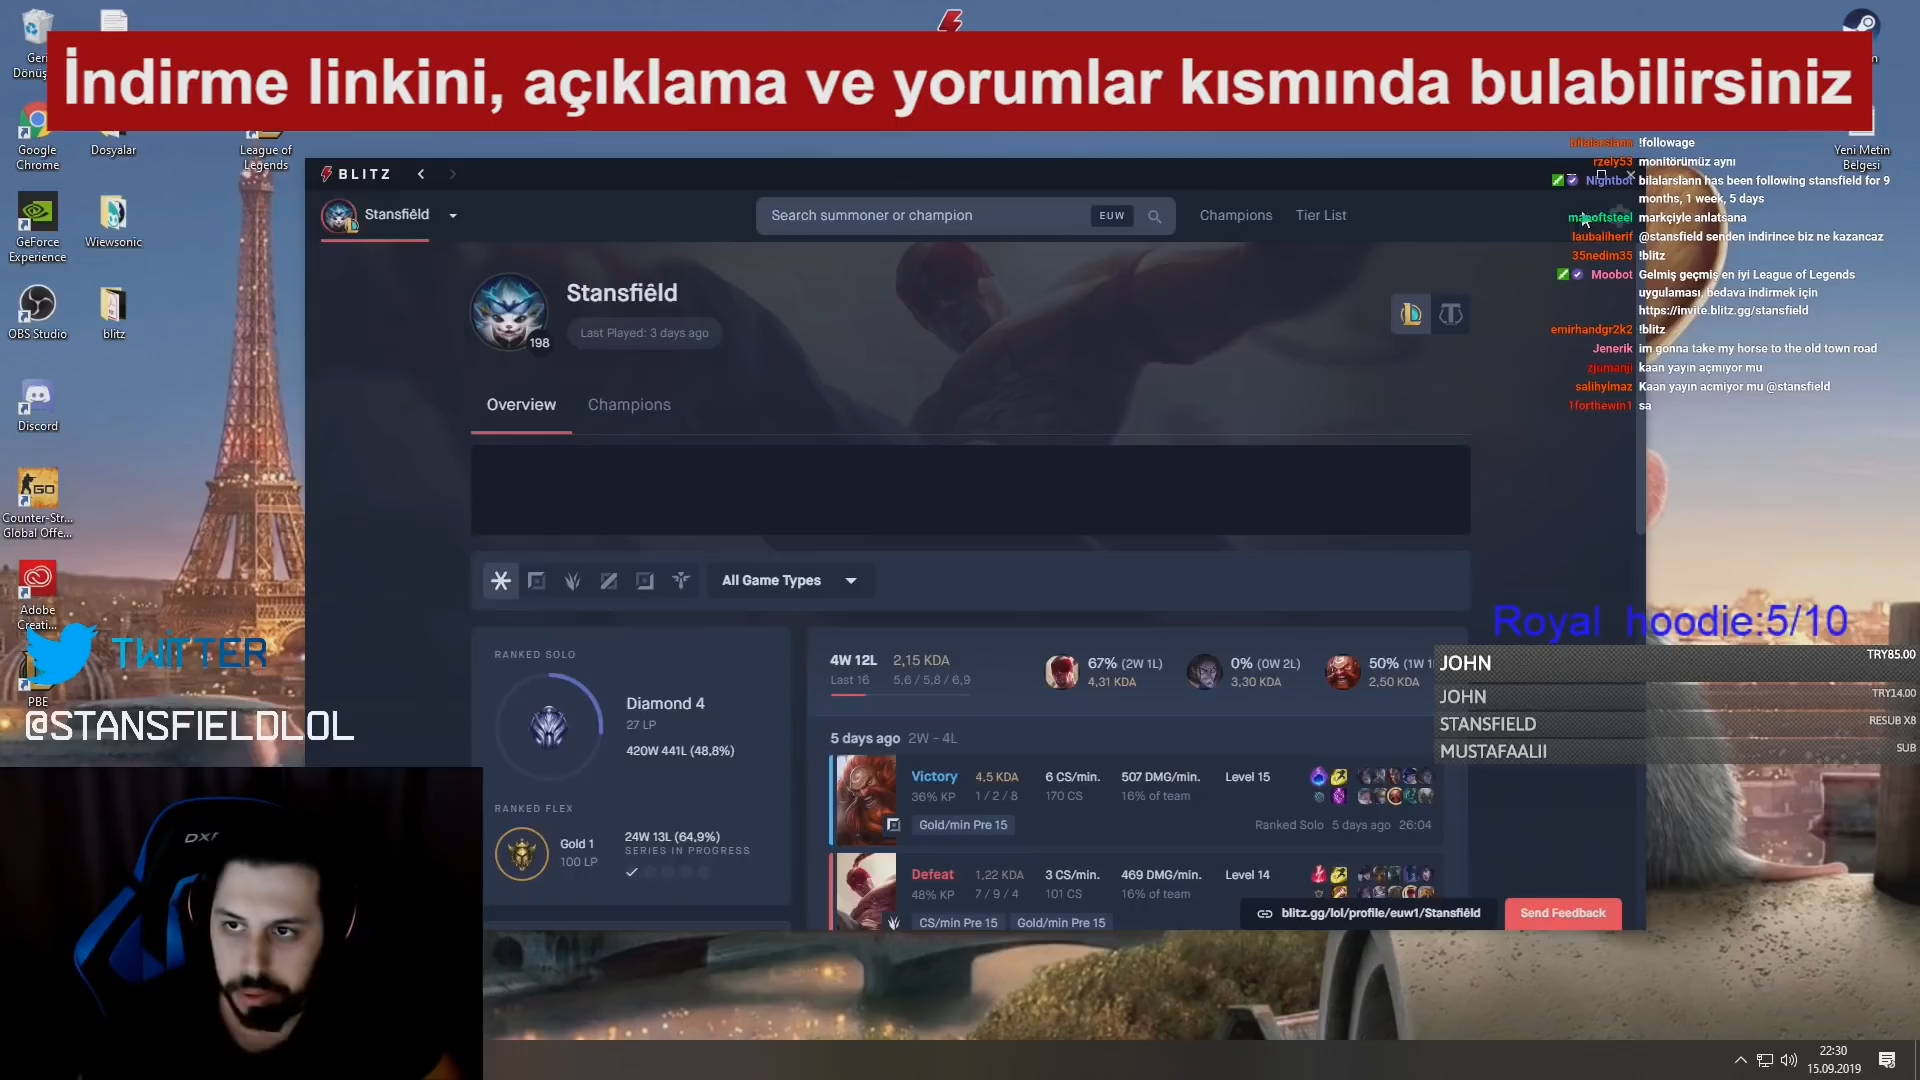 İndirme linkini, açıklama ve yorumlar kısmında bulabilirsiniz
Google
Chrome
Dosyalar
League of
Legends
GeForce
Experience
Wiewsonic
OBS Studio
blitz
Discord
Counter-Str...
Global Offe...
Adobe
Creati...
TWİTTER
PBE
@STANSFIELDLOL
DXR
Yeni Metin
Belgesi
BLITZ
Stansfiêld
Search summoner or champion
EUW
Champions
Tier List
Stansfiêld
198
Last Played: 3 days ago
Overview
Champions
All Game Types
RANKED SOLO
Diamond 4
27 LP
420W 441L (48,8%)
RANKED FLEX
Gold 1
100 LP
24W 13L (64,9%)
SERIES IN PROGRESS
4W 12L 2,15 KDA
Last 16 5,6 / 5,8 / 6,9
67% (2W 1L)
4,31 KDA
0% (0W 2L)
3,30 KDA
50% (1W 1
2,50 KDA
5 days ago 2W - 4L
Victory 4,5 KDA 6 CS/min. 507 DMG/min. Level 15
36% KP 1 / 2 / 8 170 CS 16% of team
Gold/min Pre 15
Ranked Solo 5 days ago 26:04
Defeat 1,22 KDA 3 CS/min. 469 DMG/min. Level 14
48% KP 7 / 9 / 4 101 CS 16% of team
CS/min Pre 15 Gold/min Pre 15
blitz.gg/lol/profile/euw1/Stansfiêld
Send Feedback
bilalarslann !followage
rzely53 monitörümüz aynı
Nightbot bilalarslann has been following stansfield for 9
months, 1 week, 5 days
markçiyle anlatsana
laubaliherif @stansfield senden indirince biz ne kazancaz
35nedim35 !blitz
Moobot Gelmiş geçmiş en iyi League of Legends
uygulaması, bedava indirmek için
https://invite.blitz.gg/stansfield
emirhandgr2k2 !blitz
Jenerik im gonna take my horse to the old town road
zjumanji kaan yayın açmıyor mu
salihylmaz Kaan yayın acmiyor mu @stansfield
1forthewin1 sa
Royal hoodie:5/10
JOHN TRY85.00
JOHN TRY14.00
STANSFIELD RESUB X8
MUSTAFAALII SUB
22:30
15.09.2019